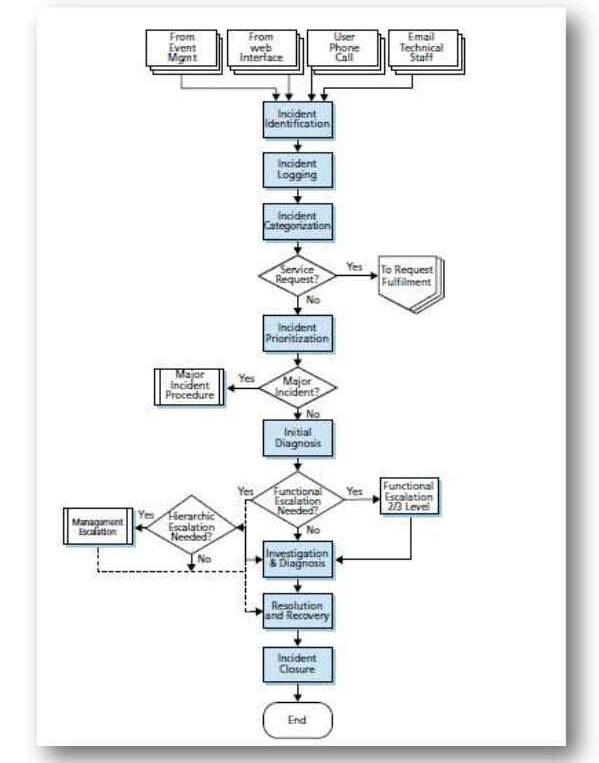 From
Event
Mgmt
From
web
Interface
User
Phone
Call
Email
Technical
Staff
Incident
Identification
Incident
Logging
Incident
Categorization
Service
Request?
Yes
To Request
Fulfilment
No
Incident
Prioritization
Major
Incident
Procedure
Yes
Major
Incident?
No
Initial
Diagnosis
Yes
Functional
Escalation
Needed?
Yes
Functional
Escalation
2/3 Level
Management
Escalation
Yes
Hierarchic
Escalation
Needed?
No
No
Investigation
& Diagnosis
Resolution
and Recovery
Incident
Closure
End